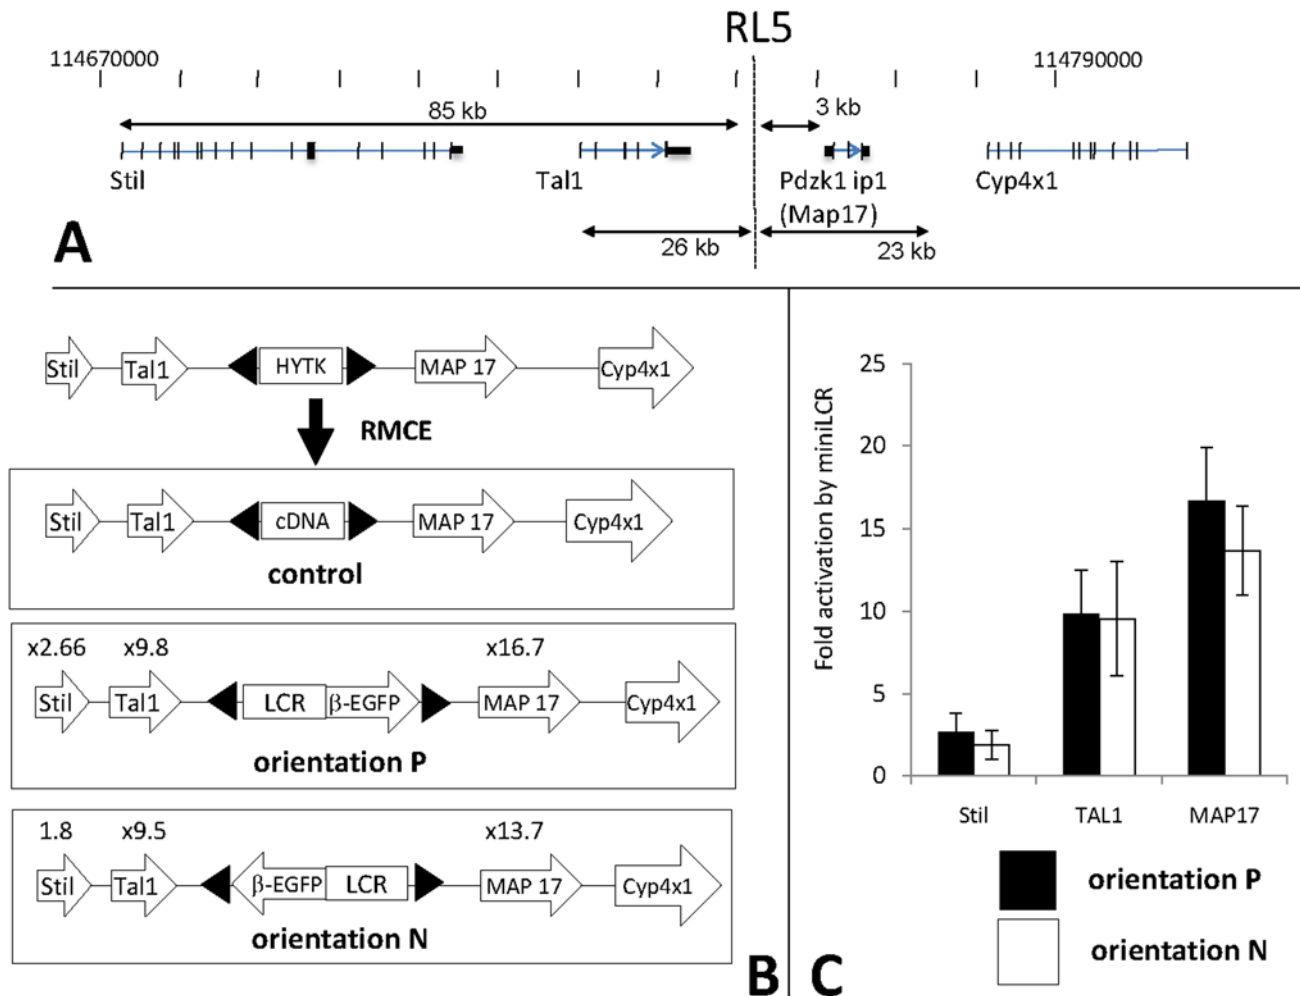 RL5
114670000
114790000
85 kb
3 kb
Stil
Tal1
Pdzk1 ip1
(Map17)
Cyp4x1
26 kb
23 kb
A
Stil
Tal1
HYTK
MAP 17
Cyp4x1
RMCE
Stil
Tal1
cDNA
MAP 17
Cyp4x1
control
x2.66
x9.8
x16.7
Stil
Tal1
LCR
β-EGFP
MAP 17
Cyp4x1
orientation P
1.8
x9.5
x13.7
Stil
Tal1
β-EGFP
LCR
MAP 17
Cyp4x1
orientation N
B
Fold activation by miniLCR
25
20
15
10
5
0
Stil
TAL1
MAP17
orientation P
orientation N
C